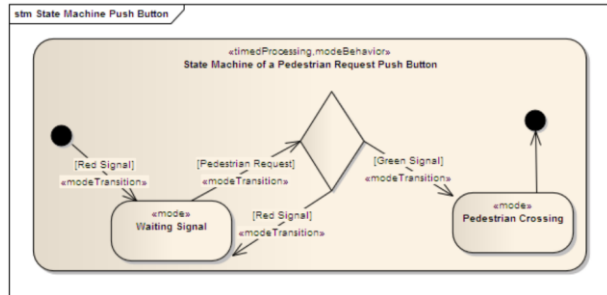 stm State Machine Push Button
«timedProcessing,modeBehavior»
State Machine of a Pedestrian Request Push Button
[Red Signal]
«modeTransition»
[Pedestrian Request]
«modeTransition»
[Green Signal]
«modeTransition»
«mode»
Waiting Signal
[Red Signal]
«modeTransition»
«mode»
Pedestrian Crossing